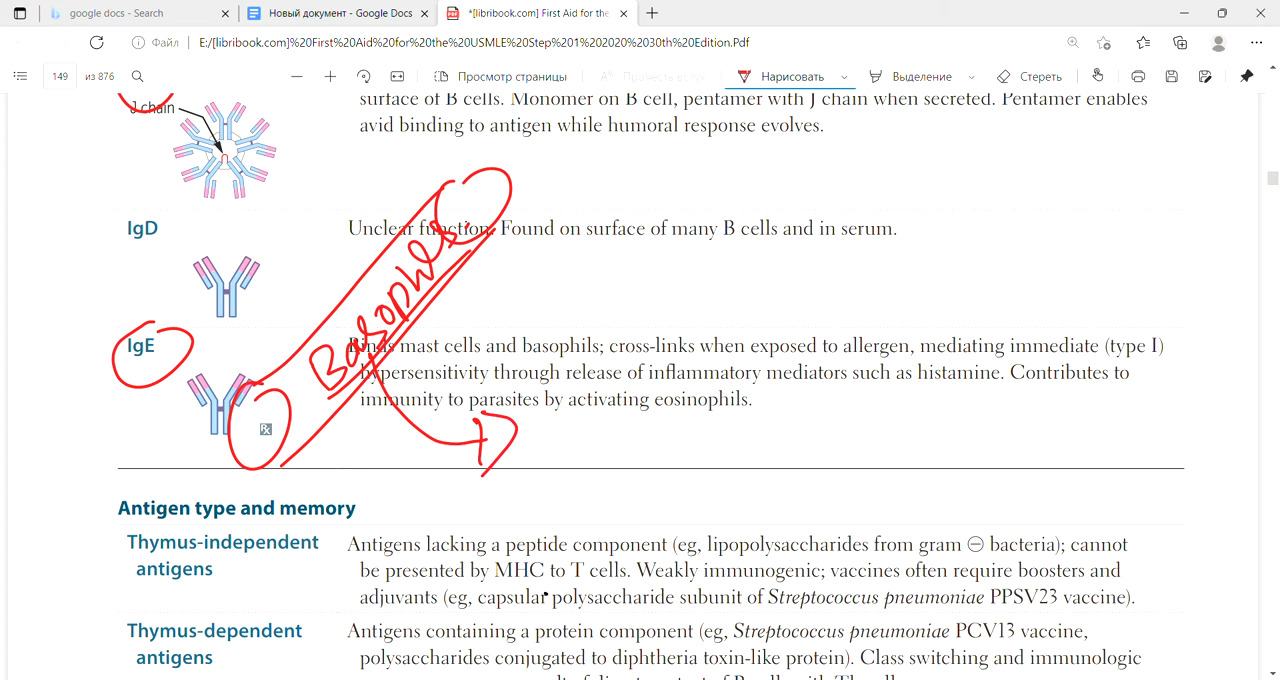 google docs - Search
Новый документ - Google Docs
*[libribook.com] First Aid for the
Файл
E:/[libribook.com]%20First%20Aid%20for%20the%20USMLE%20Step%201%202020%2030th%20Edition.Pdf
149 из 876
Просмотр страницы
Нарисовать
Выделение
Стереть
J chain
surface of B cells. Monomer on B cell, pentamer with J chain when secreted. Pentamer enables
avid binding to antigen while humoral response evolves.
IgD
Unclear function. Found on surface of many B cells and in serum.
Basophels
IgE
Binds mast cells and basophils; cross-links when exposed to allergen, mediating immediate (type I)
hypersensitivity through release of inflammatory mediators such as histamine. Contributes to
immunity to parasites by activating eosinophils.
Rx
Antigen type and memory
Thymus-independent
antigens
Antigens lacking a peptide component (eg, lipopolysaccharides from gram ⊖ bacteria); cannot
be presented by MHC to T cells. Weakly immunogenic; vaccines often require boosters and
adjuvants (eg, capsular polysaccharide subunit of Streptococcus pneumoniae PPSV23 vaccine).
Thymus-dependent
antigens
Antigens containing a protein component (eg, Streptococcus pneumoniae PCV13 vaccine,
polysaccharides conjugated to diphtheria toxin-like protein). Class switching and immunologic